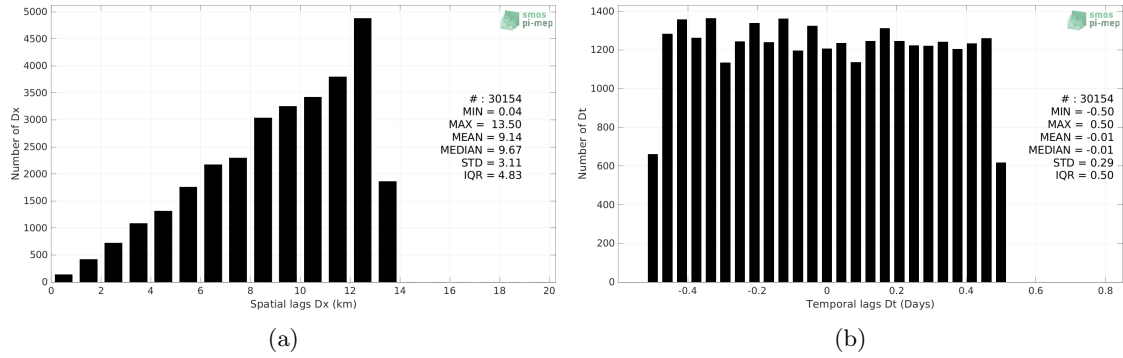 5000
4500
4000
3500
3000
2500
2000
1500
1000
500
0
Number of Dx
smos
pi-mep
# : 30154
MIN = 0.04
MAX = 13.50
MEAN = 9.14
MEDIAN = 9.67
STD = 3.11
IQR = 4.83
0 2 4 6 8 10 12 14 16 18 20
Spatial lags Dx (km)
(a)
1400
1200
1000
800
600
400
200
0
Number of Dt
smos
pi-mep
# : 30154
MIN = -0.50
MAX = 0.50
MEAN = -0.01
MEDIAN = -0.01
STD = 0.29
IQR = 0.50
-0.4 -0.2 0 0.2 0.4 0.6 0.8
Temporal lags Dt (Days)
(b)